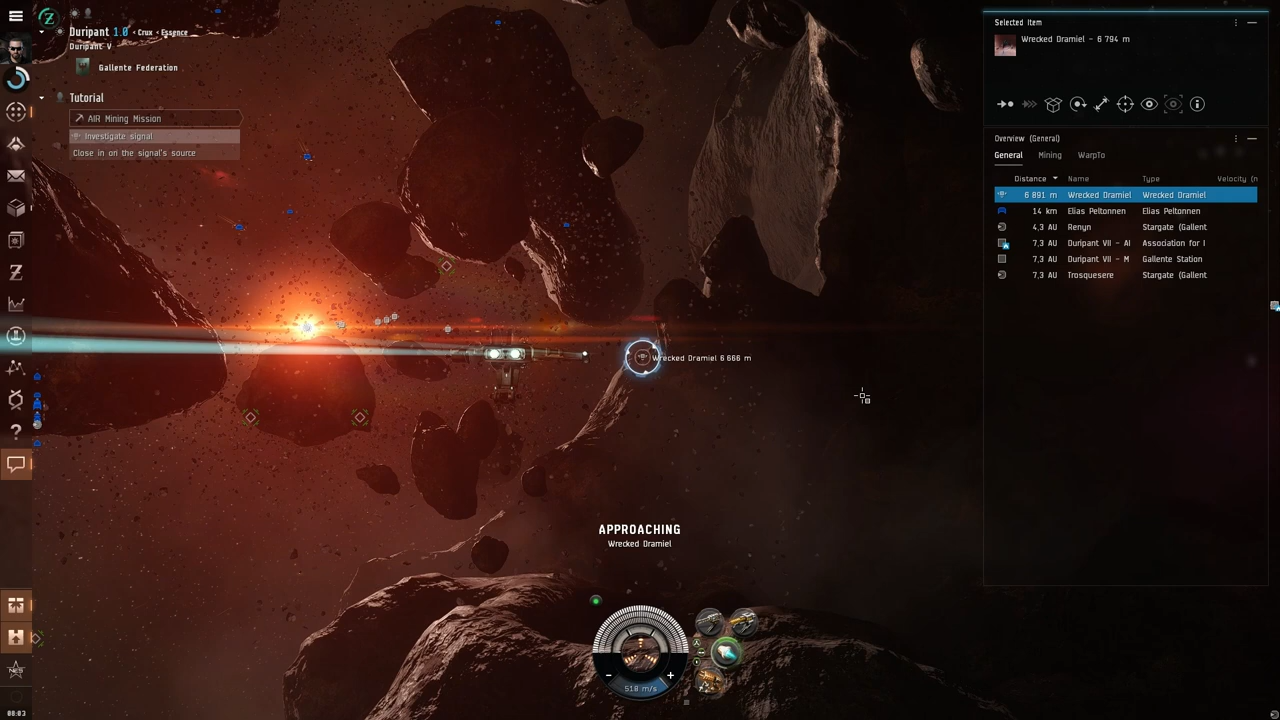 Duripant 1.0 < Crux < Essence
Duripant V
Gallente Federation
Tutorial
AIR Mining Mission
Investigate signal
Close in on the signal's source
Wrecked Dramiel 6 666 m
APPROACHING
Wrecked Dramiel
518 m/s
08:03
Selected Item
Wrecked Dramiel - 6 794 m
Overview (General)
General Mining WarpTo
Distance Name Type Velocity (n
6 891 m Wrecked Dramiel Wrecked Dramiel
14 km Elias Peltonnen Elias Peltonnen
4,3 AU Renyn Stargate (Gallent
7,3 AU Duripant VII - AI Association for I
7,3 AU Duripant VII - M Gallente Station
7,3 AU Trosquesere Stargate (Gallent